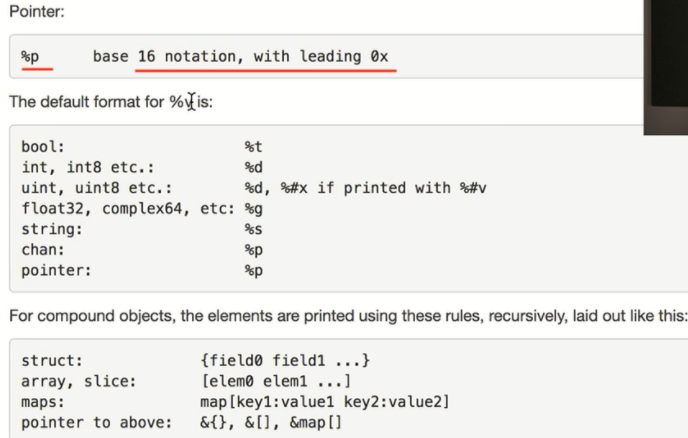 Pointer:
%p base 16 notation, with leading 0x
The default format for %v is:
bool: %t
int, int8 etc.: %d
uint, uint8 etc.: %d, %#x if printed with %#v
float32, complex64, etc: %g
string: %s
chan: %p
pointer: %p
For compound objects, the elements are printed using these rules, recursively, laid out like this:
struct: {field0 field1 ...}
array, slice: [elem0 elem1 ...]
maps: map[key1:value1 key2:value2]
pointer to above: &{}, &[], &map[]